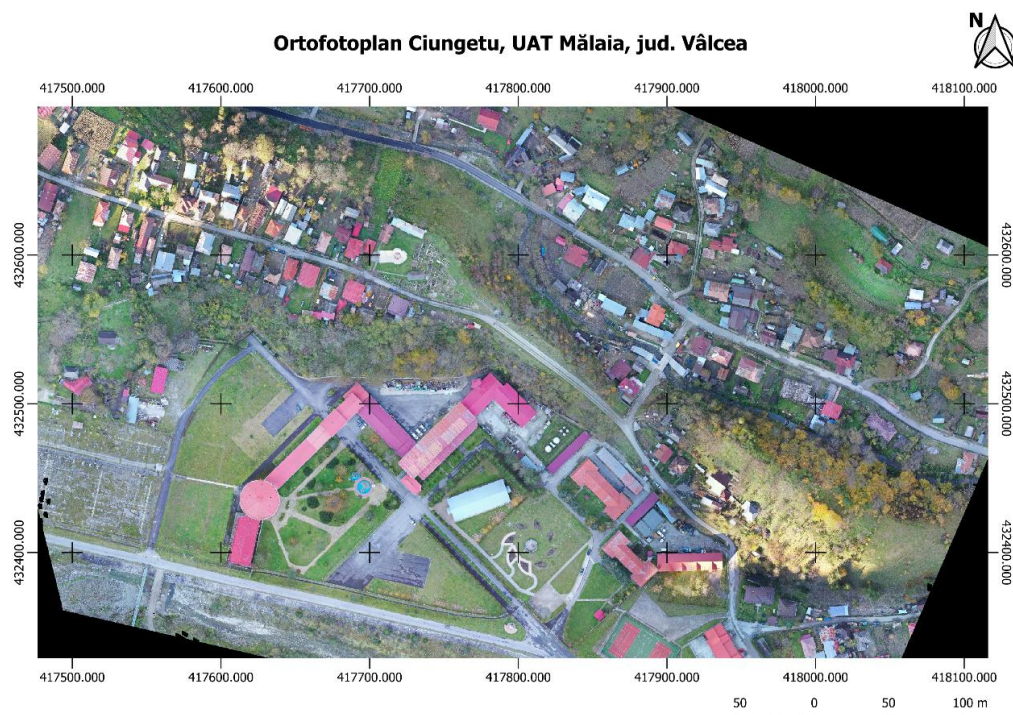 N
Ortofotoplan Ciungetu, UAT Mălaia, jud. Vâlcea
417500.000 417600.000 417700.000 417800.000 417900.000 418000.000 418100.000
432600.000 432600.000
432500.000 432500.000
432400.000 432400.000
417500.000 417600.000 417700.000 417800.000 417900.000 418000.000 418100.000
50 0 50 100 m